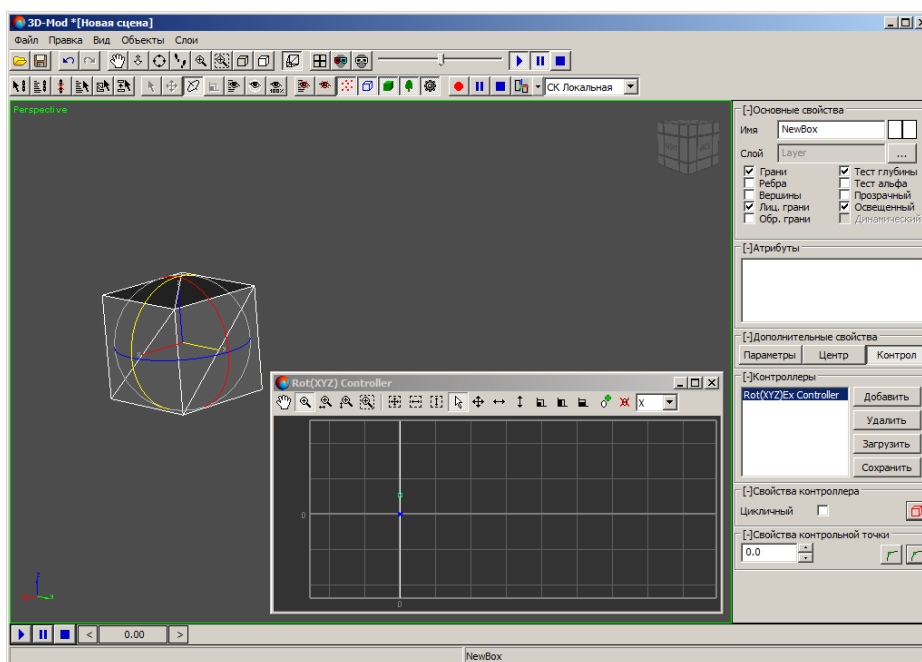 3D-Mod *[Новая сцена]
Файл Правка Вид Объекты Слои
100%
СК Локальная
Perspective
[-]Основные свойства
Имя NewBox
Слой Layer ...
Грани Тест глубины
Ребра Тест альфа
Вершины Прозрачный
Лиц. грани Освещенный
Обр. грани Динамический
[-]Атрибуты
[-]Дополнительные свойства
Параметры Центр Контрол
[-]Контроллеры
Rot(XYZ)Ex Controller Добавить
Удалить
Загрузить
Сохранить
[-]Свойства контроллера
Цикличный
[-]Свойства контрольной точки
0.0
Rot(XYZ) Controller
X
0
0
< 0.00 >
NewBox